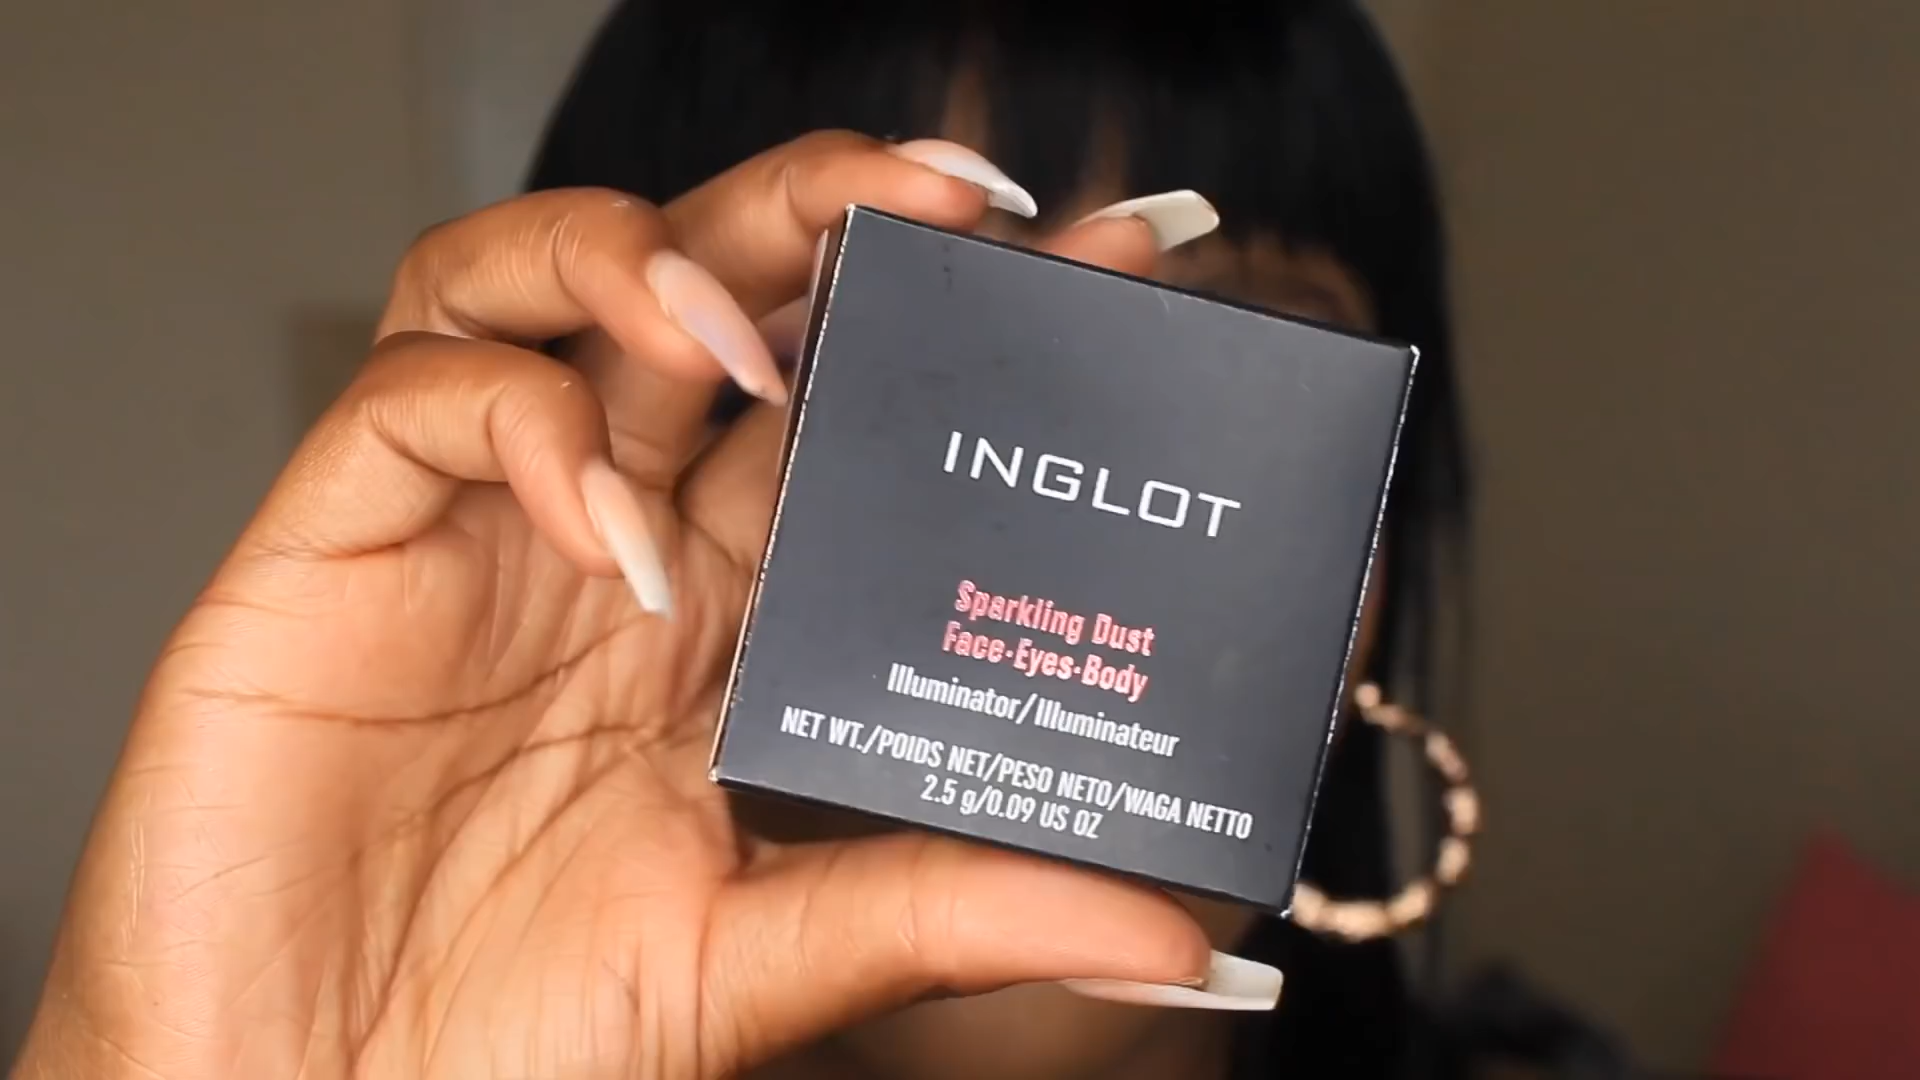 INGLOT
Sparkling Dust
Face·Eyes·Body
Illuminator/Illuminateur
NET WT./POIDS NET/PESO NETO/WAGA NETTO
2.5 g/0.09 US OZ